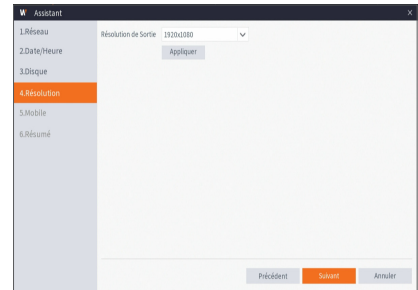 W Assistant X
1.Réseau
2.Date/Heure
3.Disque
4.Résolution
5.Mobile
6.Résumé
Résolution de Sortie 1920x1080
Appliquer
Précédent Suivant Annuler